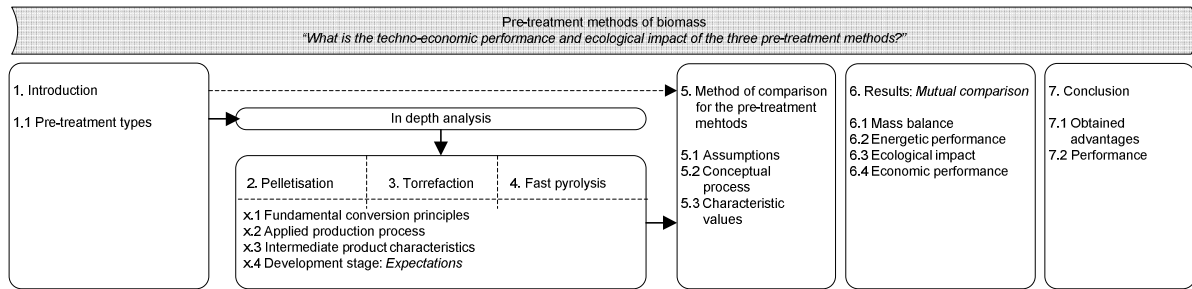 Pre-treatment methods of biomass
“What is the techno-economic performance and ecological impact of the three pre-treatment methods?”
1. Introduction
1.1 Pre-treatment types
In depth analysis
2. Pelletisation
3. Torrefaction
4. Fast pyrolysis
x.1 Fundamental conversion principles
x.2 Applied production process
x.3 Intermediate product characteristics
x.4 Development stage: Expectations
5. Method of comparison
for the pre-treatment
mehtods
5.1 Assumptions
5.2 Conceptual
process
5.3 Characteristic
values
6. Results: Mutual comparison
6.1 Mass balance
6.2 Energetic performance
6.3 Ecological impact
6.4 Economic performance
7. Conclusion
7.1 Obtained
advantages
7.2 Performance